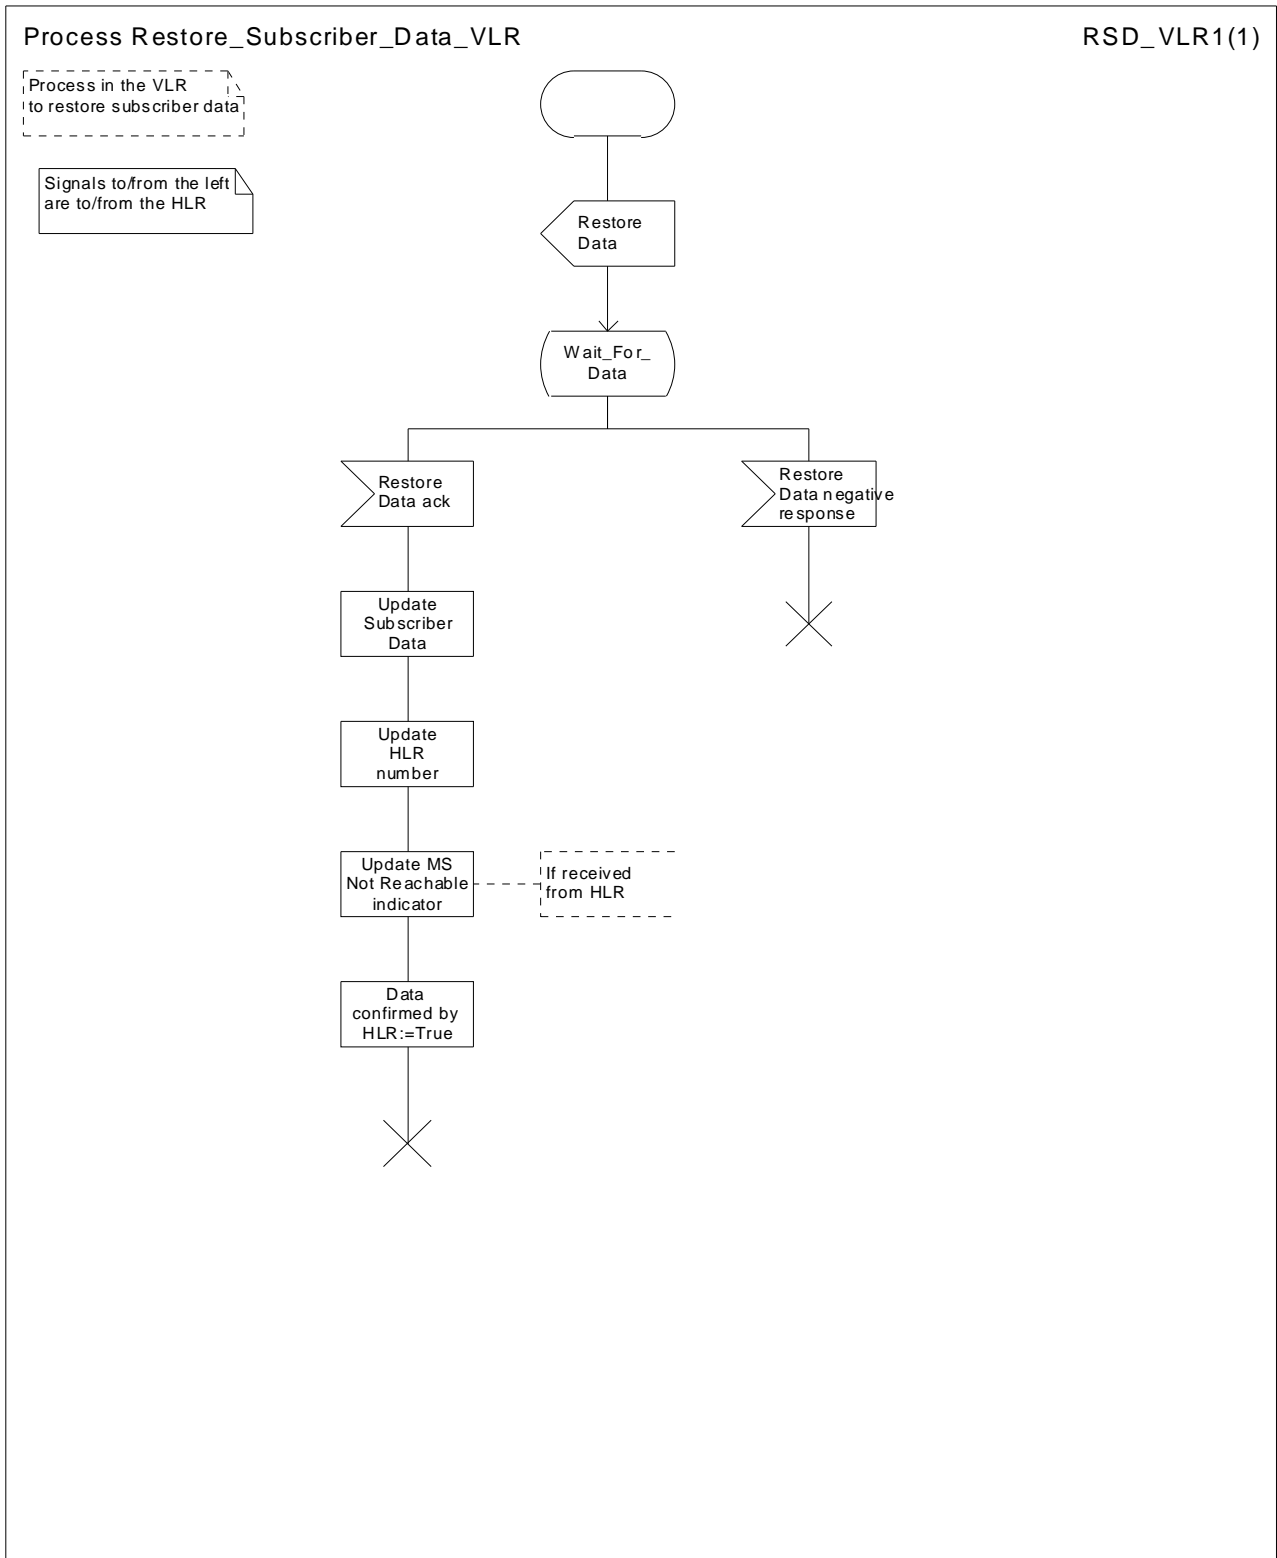 Process Restore_Subscriber_Data_VLR
RSD_VLR1(1)
Process in the VLR
to restore subscriber data
Signals to/from the left
are to/from the HLR
Restore
Data
Wait_For_
Data
Restore
Data ack
Restore
Data negative
response
Update
Subscriber
Data
Update
HLR
number
Update MS
Not Reachable
indicator
If received
from HLR
Data
confirmed by
HLR:=True